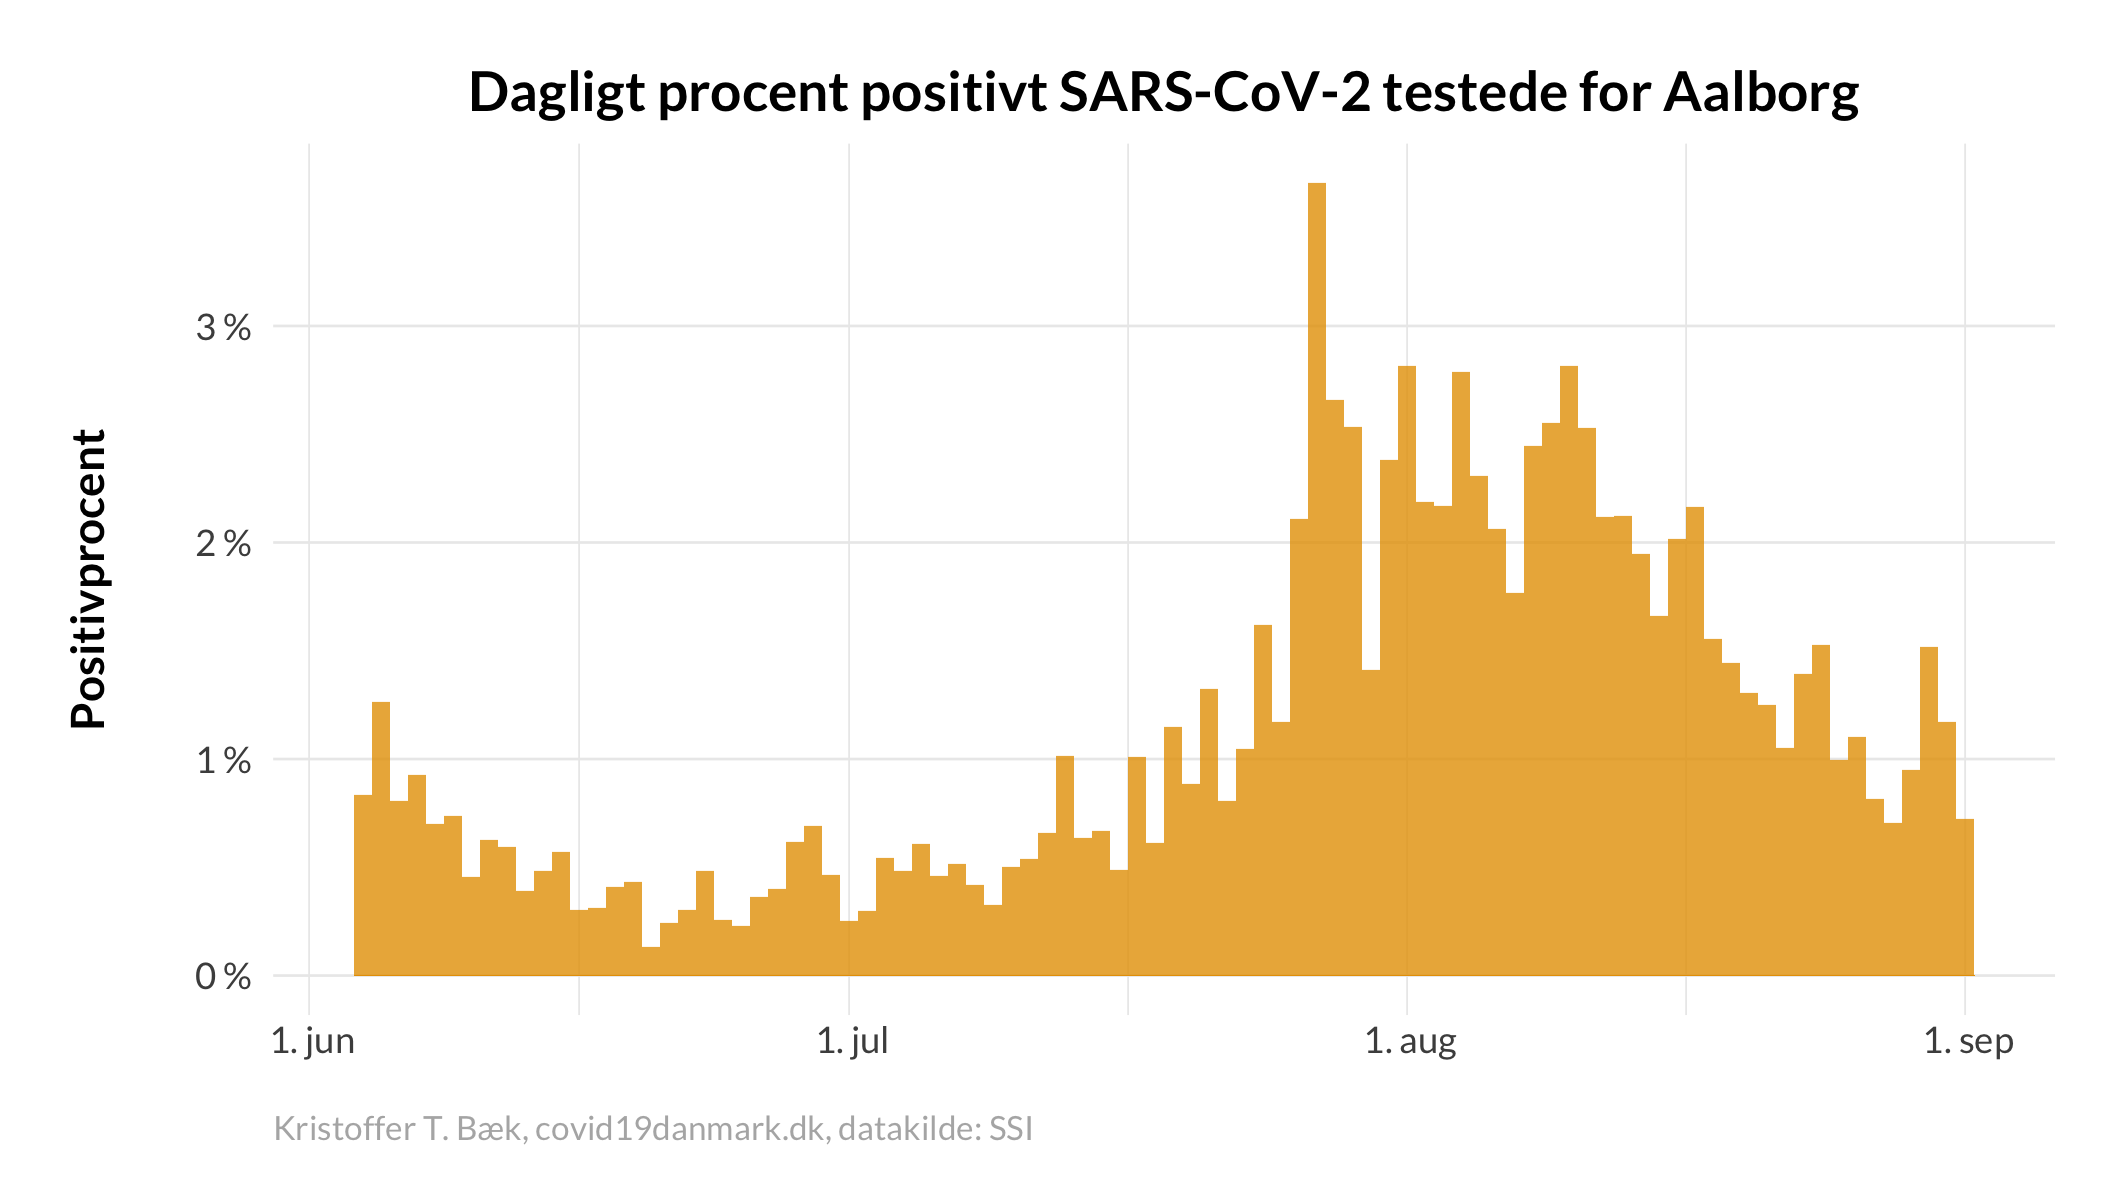 Dagligt procent positivt SARS-CoV-2 testede for Aalborg
Positivprocent
3 %
2 %
1 %
0 %
1. jun
1. jul
1. aug
1. sep
Kristoffer T. Bæk, covid19danmark.dk, datakilde: SSI